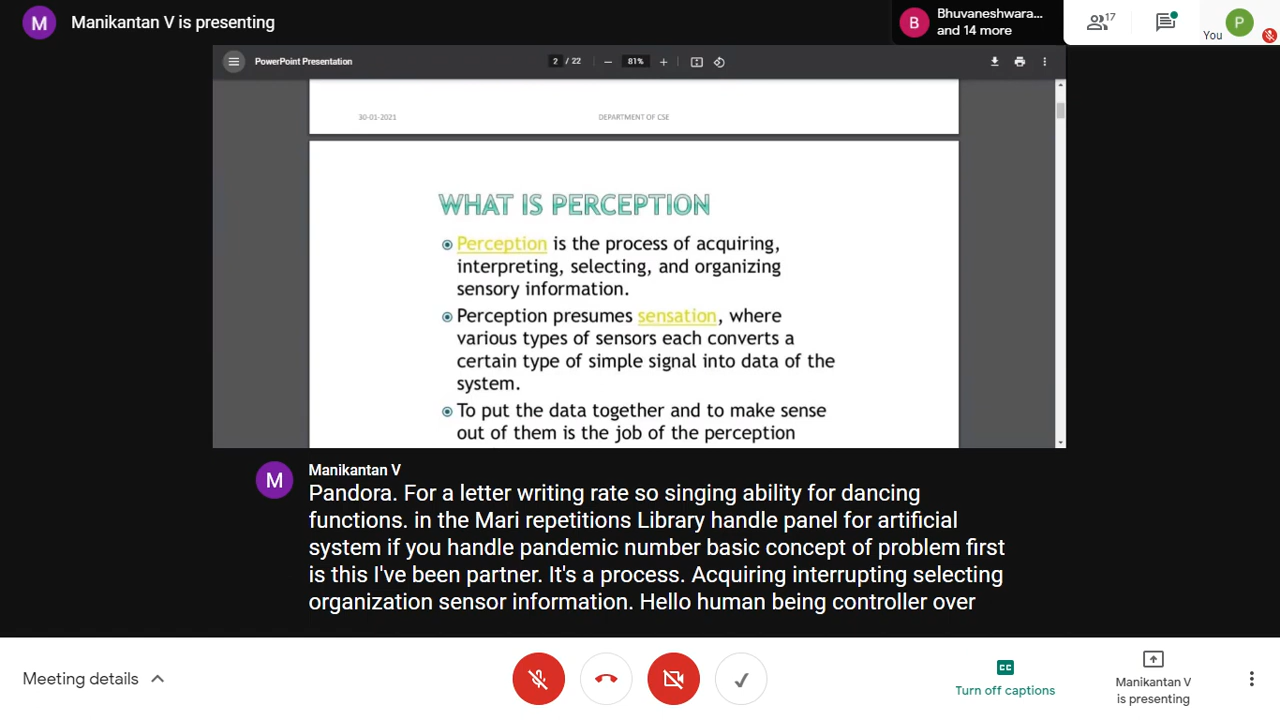 M Manikantan V is presenting
B Bhuvaneshwara...
and 14 more
17
You
P
PowerPoint Presentation
2 / 22
81%
30-01-2021
DEPARTMENT OF CSE
WHAT IS PERCEPTION
Perception is the process of acquiring,
interpreting, selecting, and organizing
sensory information.
Perception presumes sensation, where
various types of sensors each converts a
certain type of simple signal into data of the
system.
To put the data together and to make sense
out of them is the job of the perception
M Manikantan V
Pandora. For a letter writing rate so singing ability for dancing
functions. in the Mari repetitions Library handle panel for artificial
system if you handle pandemic number basic concept of problem first
is this I've been partner. It's a process. Acquiring interrupting selecting
organization sensor information. Hello human being controller over
Meeting details
CC
Turn off captions
Manikantan V
is presenting